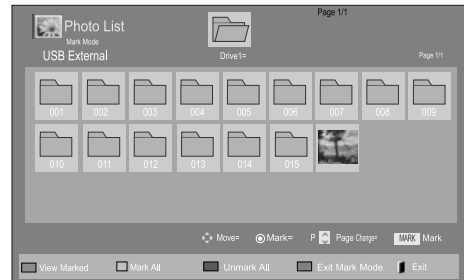 Page 1/1
Photo List
Mark Mode
USB External Drive1= Page 1/1
001 002 003 004 005 006 007 008 009
010 011 012 013 014 015
Move= Mark= P Page Change= MARK Mark
View Marked Mark All Unmark All Exit Mark Mode Exit